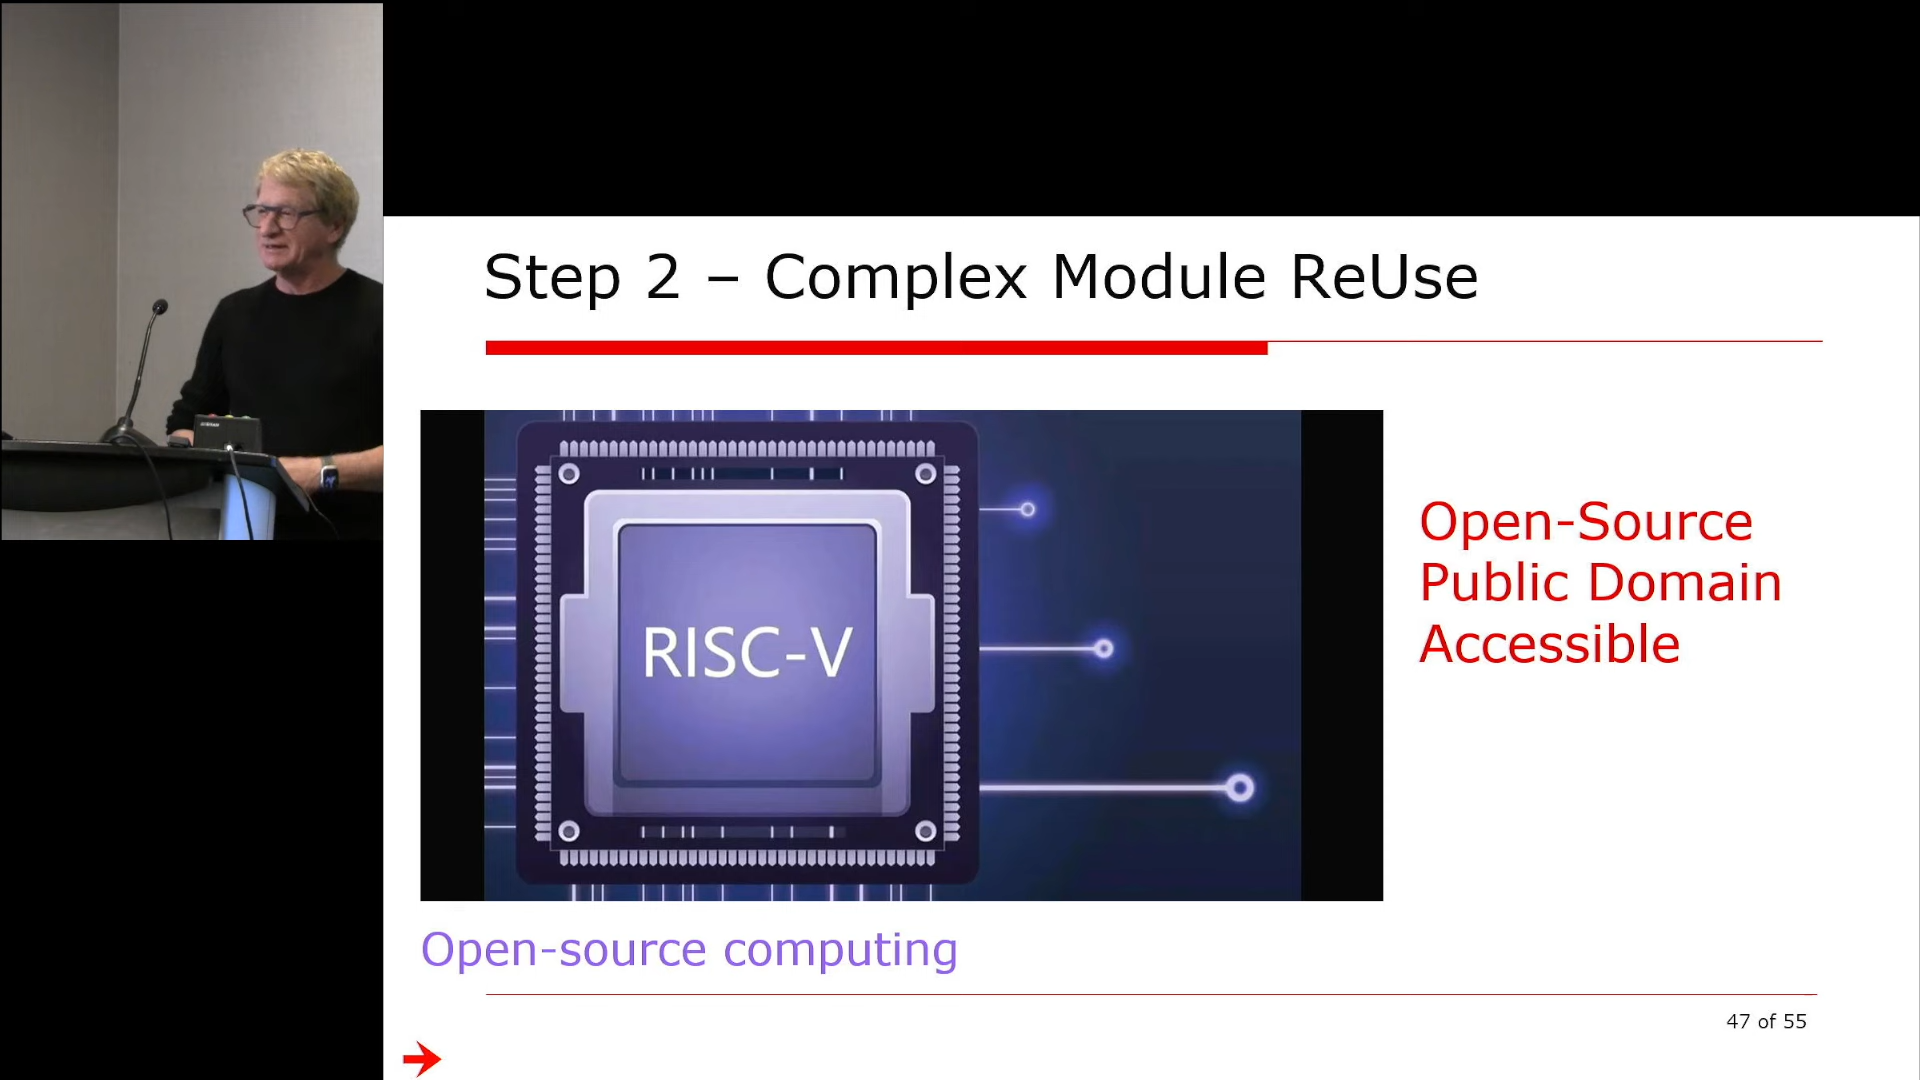 Step 2 – Complex Module ReUse
RISC-V
Open-Source
Public Domain
Accessible
Open-source computing
47 of 55